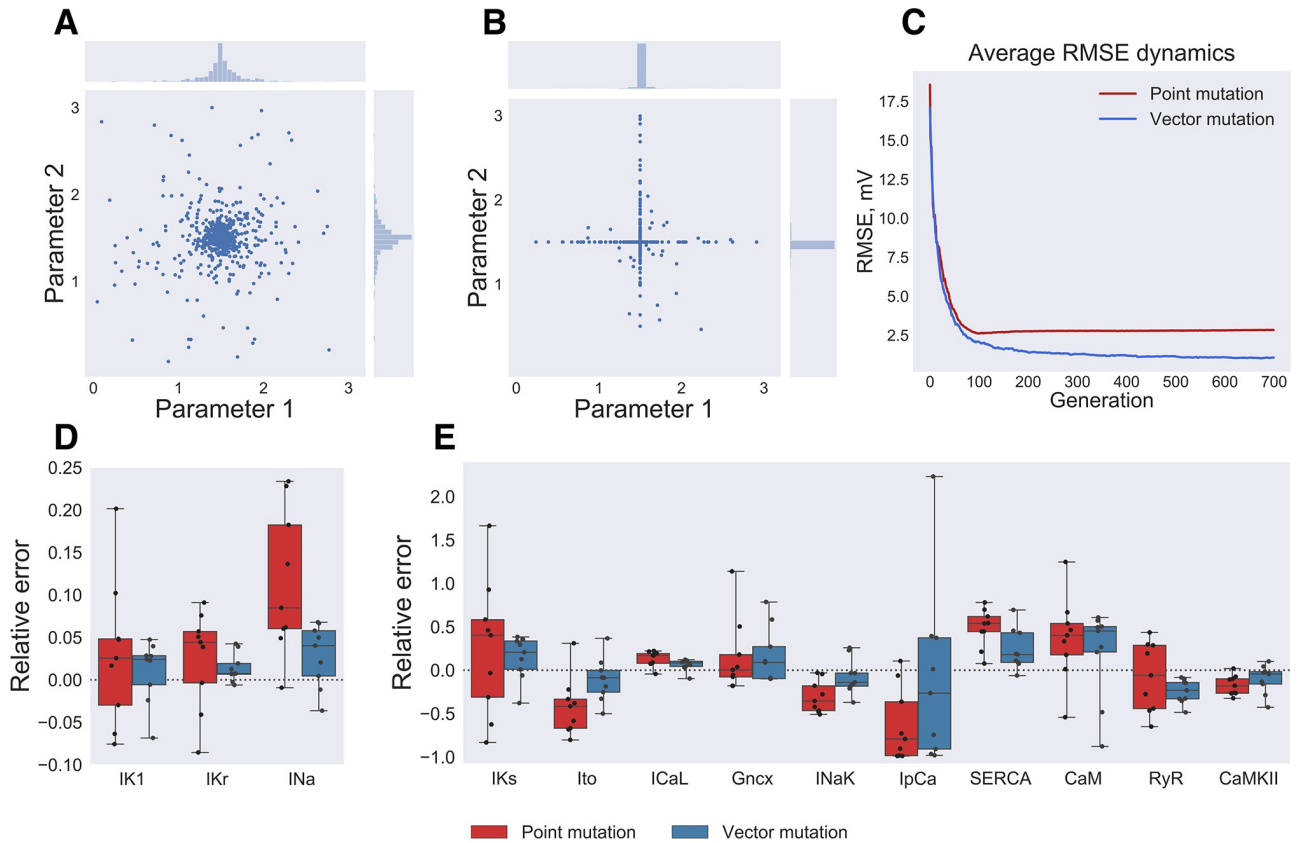 A
3
2
1
0 1 2 3
Parameter 2
Parameter 1
B
3
2
1
0 1 2 3
Parameter 2
Parameter 1
C
Average RMSE dynamics
Point mutation
Vector mutation
17.5
15.0
12.5
10.0
7.5
5.0
2.5
0 100 200 300 400 500 600 700
RMSE, mV
Generation
D
0.25
0.20
0.15
0.10
0.05
0.00
−0.05
−0.10
Relative error
IK1 IKr INa
E
2.0
1.5
1.0
0.5
0.0
−0.5
−1.0
Relative error
IKs Ito ICaL Gncx INaK IpCa SERCA CaM RyR CaMKII
Point mutation Vector mutation